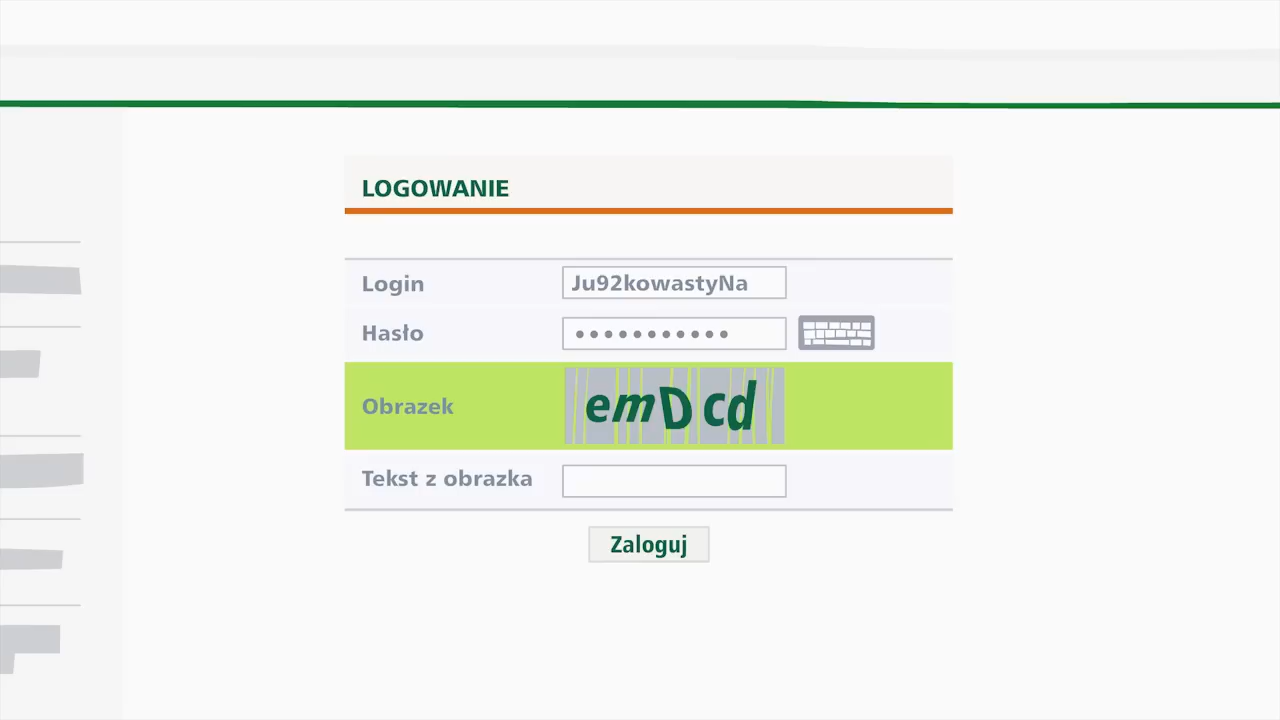 LOGOWANIE
Login Ju92kowastyNa
Hasło
Obrazek emDcd
Tekst z obrazka
Zaloguj